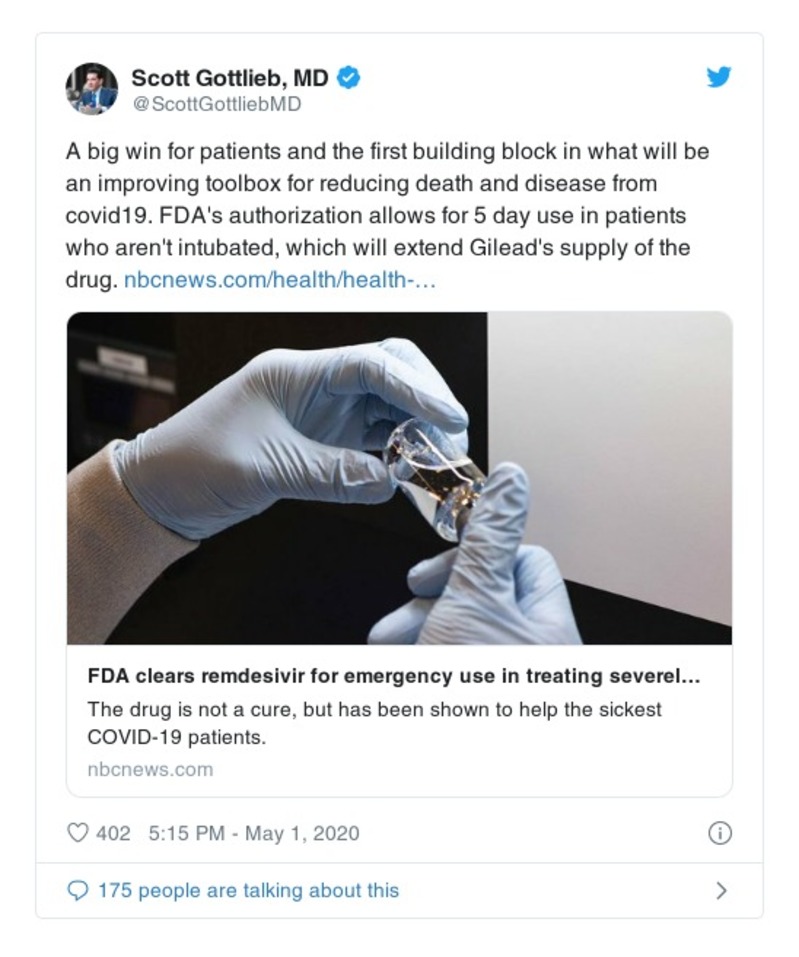 Scott Gottlieb, MD
@ScottGottliebMD
A big win for patients and the first building block in what will be
an improving toolbox for reducing death and disease from
covid19. FDA's authorization allows for 5 day use in patients
who aren't intubated, which will extend Gilead's supply of the
drug. nbcnews.com/health/health-…
FDA clears remdesivir for emergency use in treating severel...
The drug is not a cure, but has been shown to help the sickest
COVID-19 patients.
nbcnews.com
402 5:15 PM - May 1, 2020
175 people are talking about this